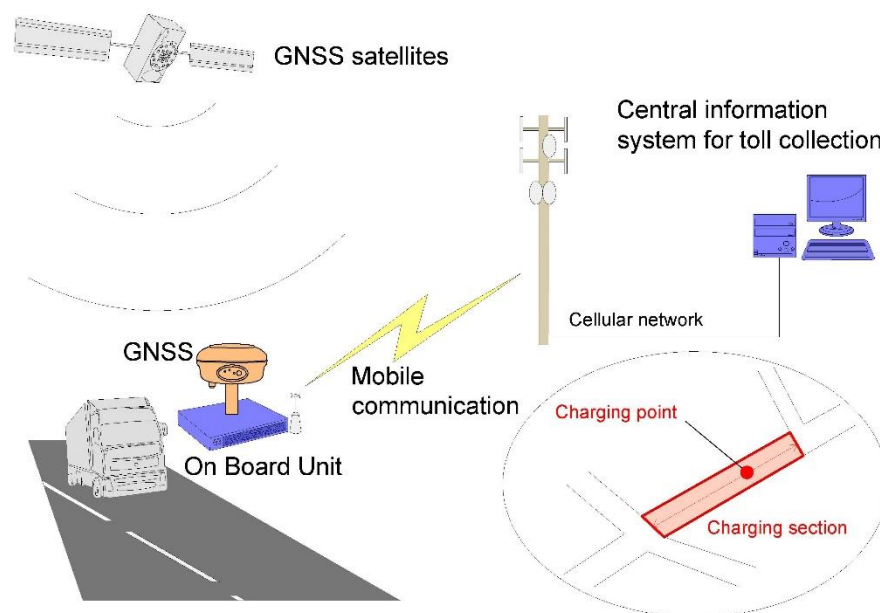 GNSS satellites
Central information
system for toll collection
Cellular network
GNSS
Mobile
communication
On Board Unit
Charging point
Charging section